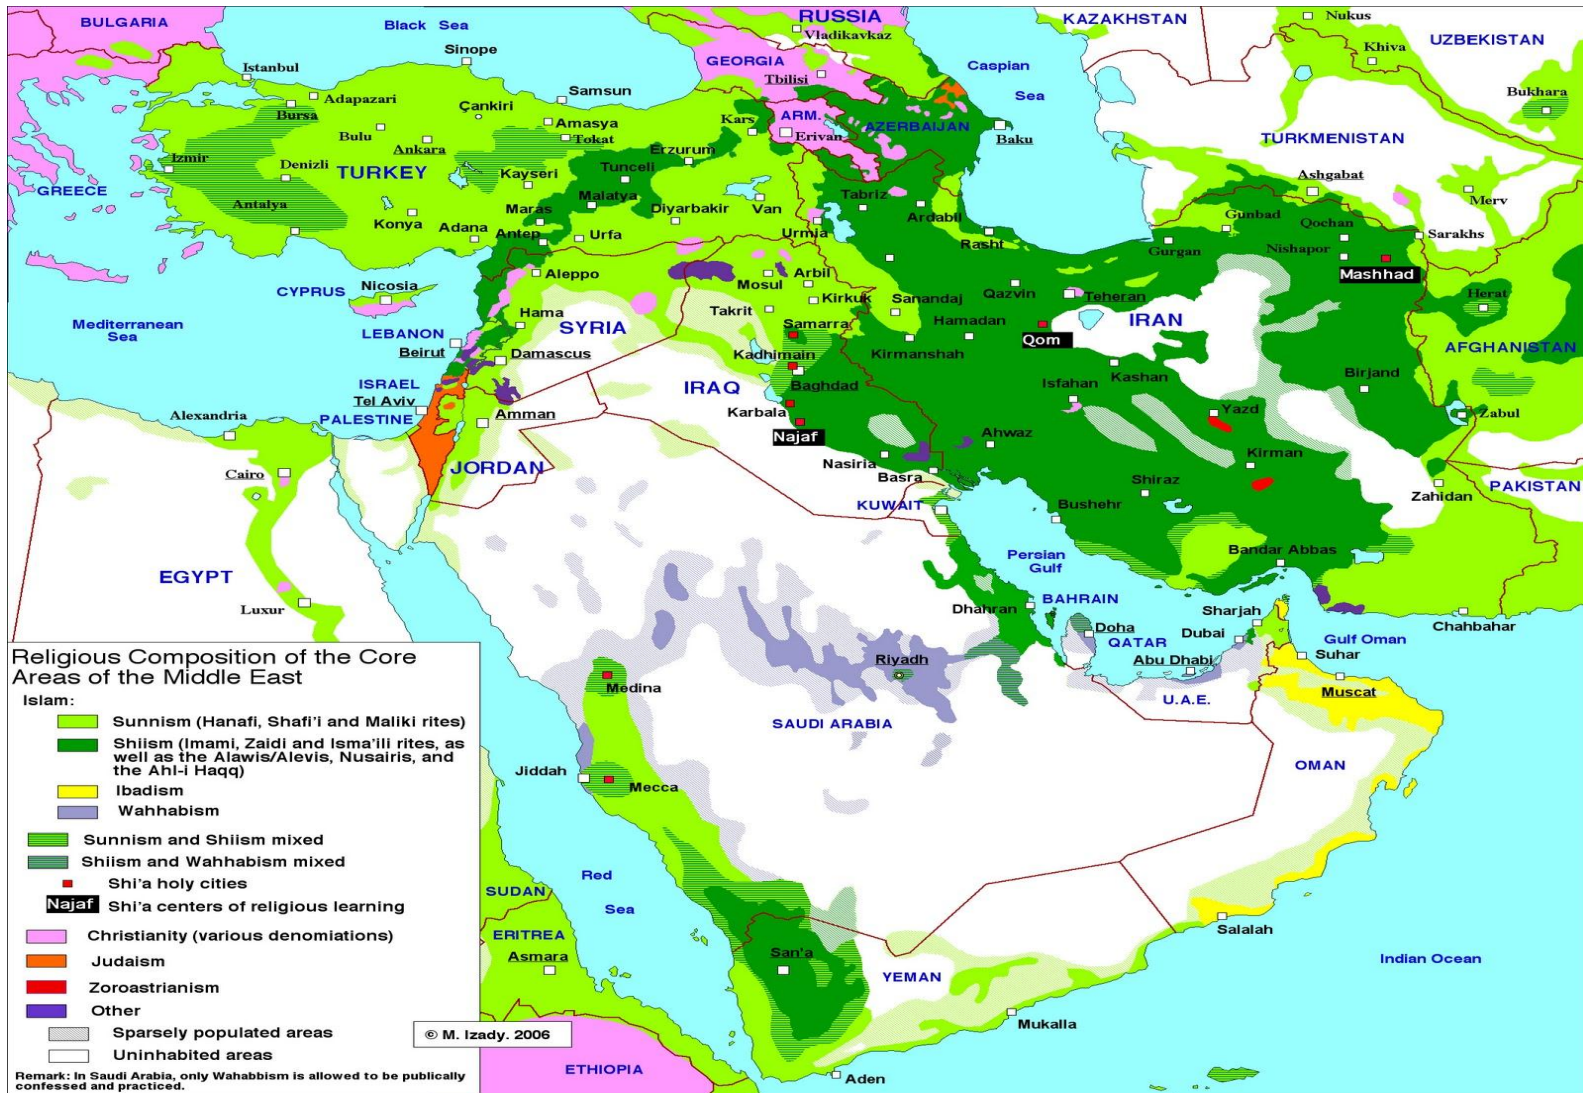 BULGARIA
Black Sea
RUSSIA
KAZAKHSTAN
Nukus
UZBEKISTAN
Vladikavkaz
Khiva
Sinope
Istanbul
GEORGIA
Tbilisi
Caspian
Sea
Bukhara
Samsun
Adapazari
Bursa
Çankiri
Amasya
Kars
ARM.
Erivan
AZERBAIJAN
Baku
TURKMENISTAN
Bulu
Ankara
Tokat
Erzurum
Izmir
Denizli
TURKEY
Kayseri
Tunceli
Ashgabat
GREECE
Malatya
Tabriz
Merv
Antalya
Konya
Adana
Maras
Diyarbakir
Van
Ardabil
Gunbad
Qochan
Antep
Urfa
Urmia
Rasht
Gurgan
Nishapor
Sarakhs
Aleppo
Mosul
Arbil
Mashhad
CYPRUS
Nicosia
Kirkuk
Sanandaj
Qazvin
Teheran
Herat
Mediterranean
Sea
Hama
SYRIA
Takrit
Samarra
Hamadan
IRAN
LEBANON
Beirut
Damascus
Kadhimain
Kirmanshah
Qom
AFGHANISTAN
ISRAEL
Tel Aviv
IRAQ
Baghdad
Isfahan
Kashan
Birjand
Alexandria
PALESTINE
Amman
Karbala
Yazd
Zabul
Najaf
Ahwaz
Cairo
JORDAN
Nasiria
Basra
Kirman
Shiraz
Zahidan
PAKISTAN
KUWAIT
Bushehr
EGYPT
Persian
Gulf
Bandar Abbas
Luxur
Dhahran
BAHRAIN
Sharjah
Chahbahar
Doha
QATAR
Dubai
Gulf Oman
Riyadh
Abu Dhabi
Suhar
Medina
U.A.E.
Muscat
SAUDI ARABIA
Jiddah
Mecca
OMAN
SUDAN
Red
Sea
ERITREA
Asmara
San'a
YEMAN
Salalah
Indian Ocean
Mukalla
ETHIOPIA
Aden
Religious Composition of the Core
Areas of the Middle East
Islam:
Sunnism (Hanafi, Shafi'i and Maliki rites)
Shiism (Imami, Zaidi and Isma'ili rites, as
well as the Alawis/Alevis, Nusairis, and
the Ahl-i Haqq)
Ibadism
Wahhabism
Sunnism and Shiism mixed
Shiism and Wahhabism mixed
Shi'a holy cities
Najaf Shi'a centers of religious learning
Christianity (various denomiations)
Judaism
Zoroastrianism
Other
Sparsely populated areas
Uninhabited areas
Remark: In Saudi Arabia, only Wahabbism is allowed to be publically
confessed and practiced.
© M. Izady. 2006